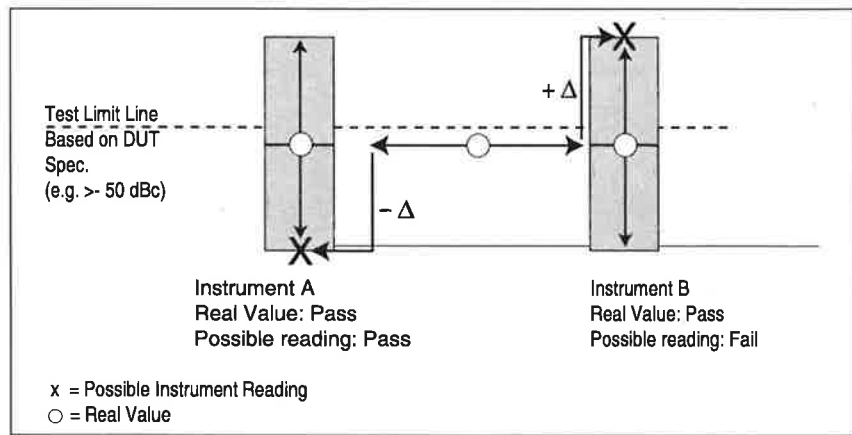 Test Limit Line
Based on DUT
Spec.
(e.g. >- 50 dBc)
X
+ Δ
- Δ
X
Instrument A
Real Value: Pass
Possible reading: Pass
Instrument B
Real Value: Pass
Possible reading: Fail
x = Possible Instrument Reading
○ = Real Value